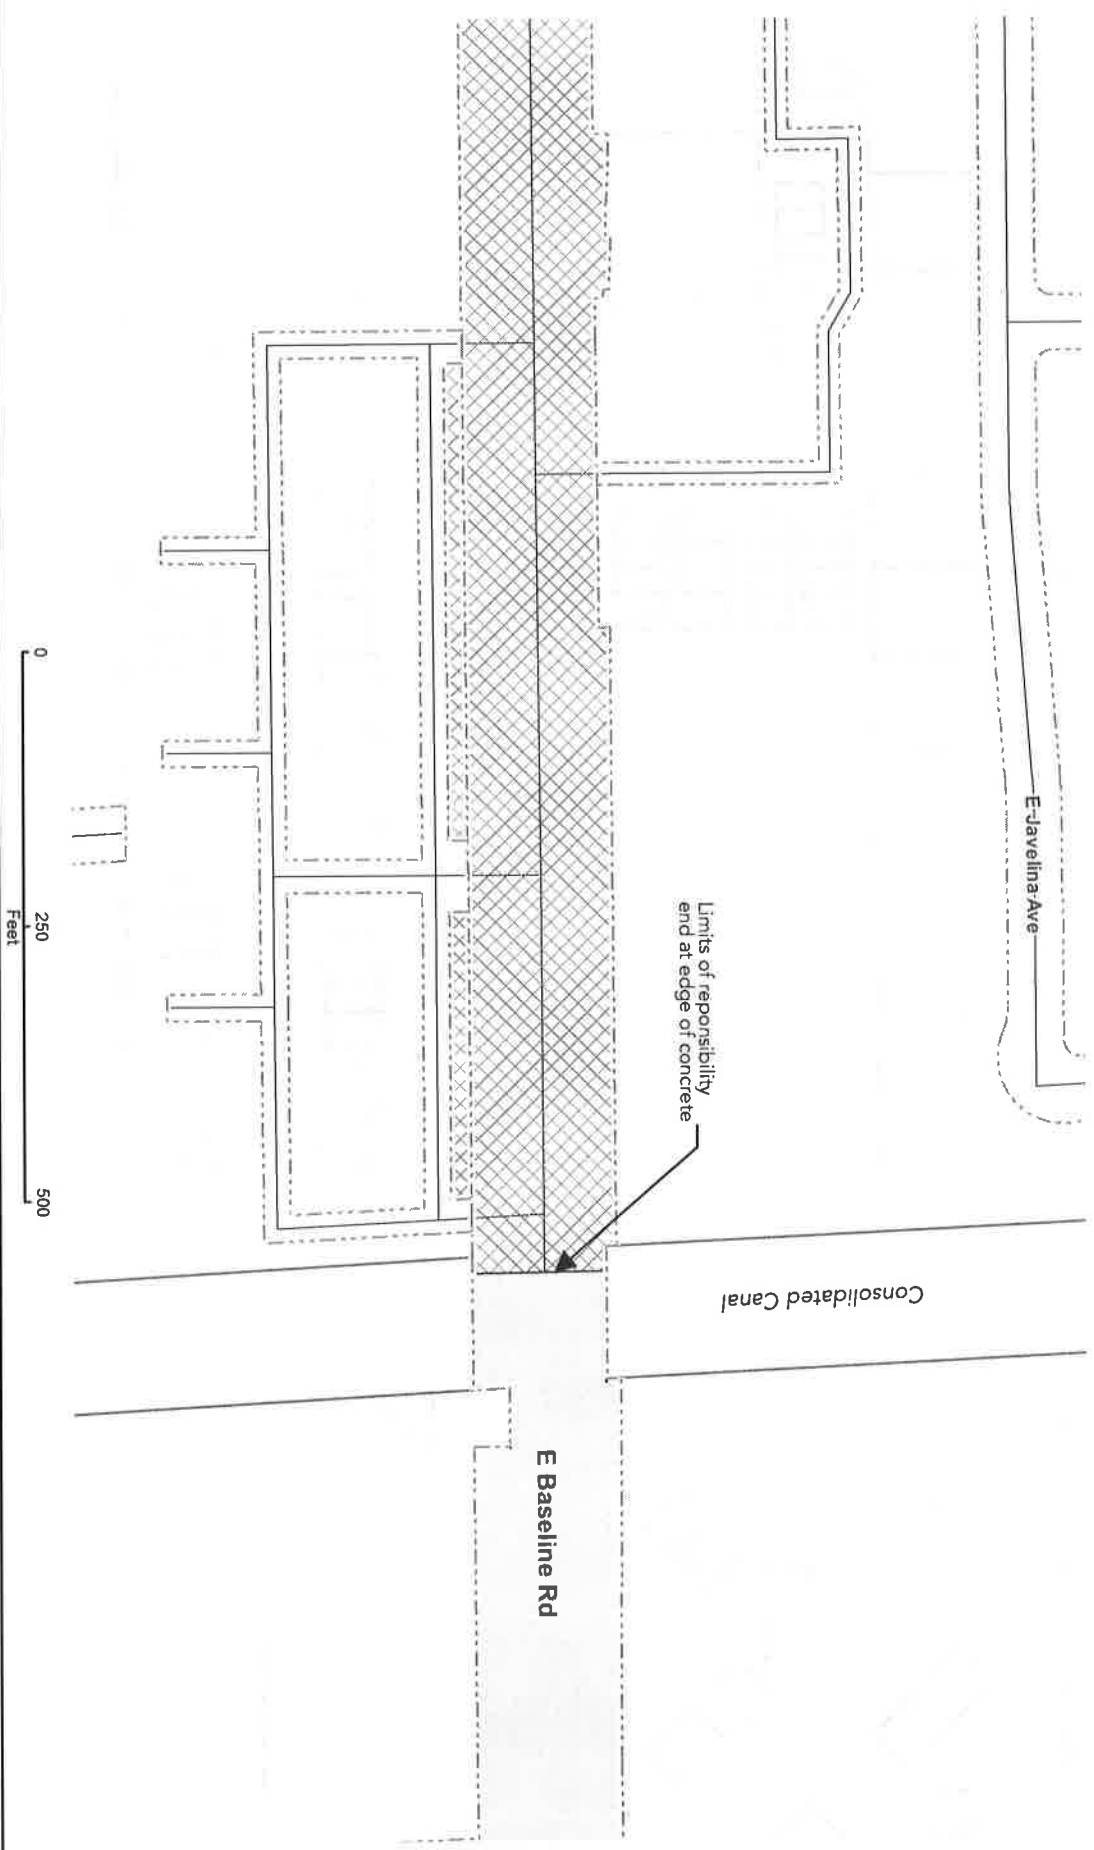 E Javelina Ave
Limits of reponsibility
end at edge of concrete
Consolidated Canal
E Baseline Rd
0
250
500
Feet